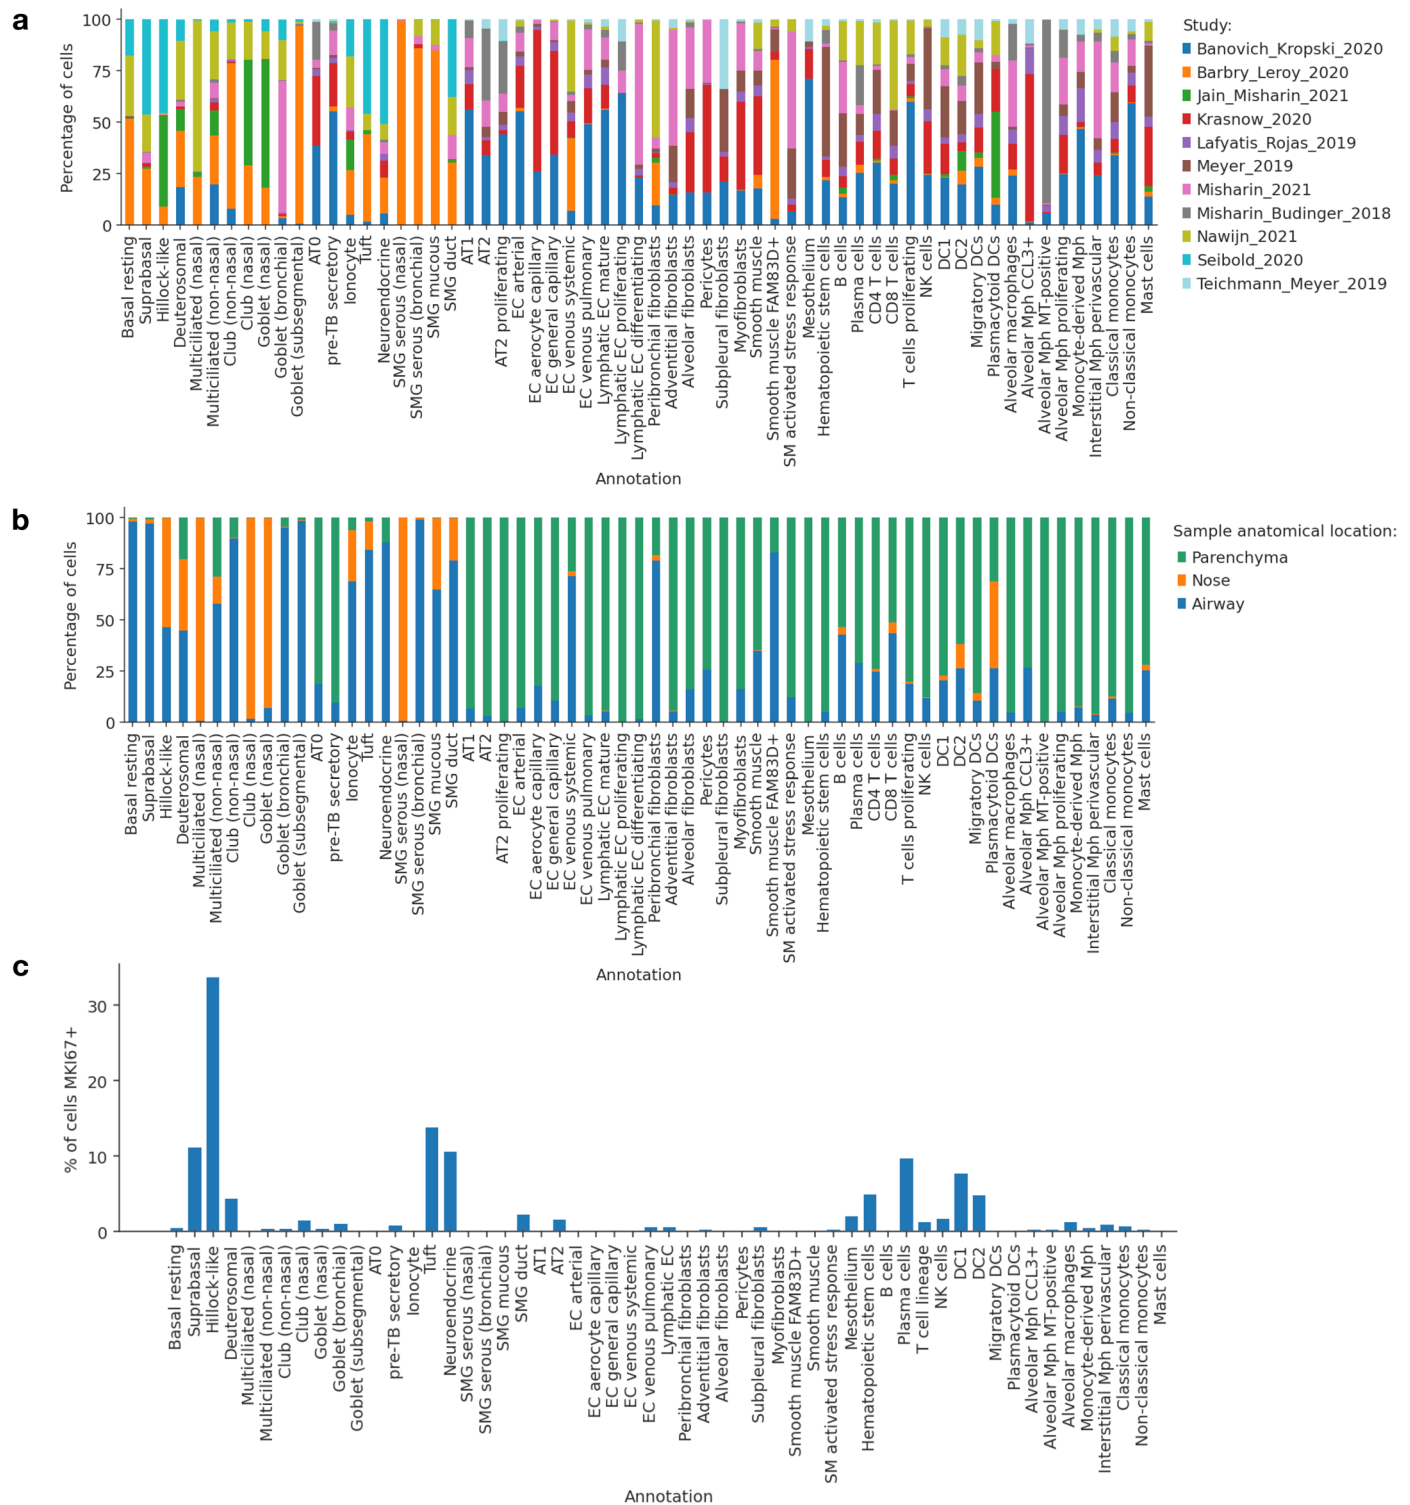 a
100
75
50
25
0
Percentage of cells
Basal resting
Suprabasal
Hillock-like
Deuterosomal
Multiciliated (nasal)
Multiciliated (non-nasal)
Club (non-nasal)
Club (nasal)
Goblet (nasal)
Goblet (bronchial)
Goblet (subsegmental)
AT0
pre-TB secretory
Ionocyte
Tuft
Neuroendocrine
SMG serous (nasal)
SMG serous (bronchial)
SMG mucous
SMG duct
AT1
AT2
AT2 proliferating
EC arterial
EC aerocyte capillary
EC general capillary
EC venous systemic
EC venous pulmonary
Lymphatic EC mature
Lymphatic EC proliferating
Lymphatic EC differentiating
Peribronchial fibroblasts
Adventitial fibroblasts
Alveolar fibroblasts
Pericytes
Subpleural fibroblasts
Myofibroblasts
Smooth muscle
Smooth muscle FAM83D+
SM activated stress response
Mesothelium
Hematopoietic stem cells
B cells
Plasma cells
CD4 T cells
CD8 T cells
T cells proliferating
NK cells
DC1
DC2
Migratory DCs
Plasmacytoid DCs
Alveolar macrophages
Alveolar Mph CCL3+
Alveolar Mph MT-positive
Alveolar Mph proliferating
Monocyte-derived Mph
Interstitial Mph perivascular
Classical monocytes
Non-classical monocytes
Mast cells
Annotation
Study:
Banovich_Kropski_2020
Barbry_Leroy_2020
Jain_Misharin_2021
Krasnow_2020
Lafyatis_Rojas_2019
Meyer_2019
Misharin_2021
Misharin_Budinger_2018
Nawijn_2021
Seibold_2020
Teichmann_Meyer_2019
b
100
75
50
25
0
Percentage of cells
Basal resting
Suprabasal
Hillock-like
Deuterosomal
Multiciliated (nasal)
Multiciliated (non-nasal)
Club (non-nasal)
Club (nasal)
Goblet (nasal)
Goblet (bronchial)
Goblet (subsegmental)
AT0
pre-TB secretory
Ionocyte
Tuft
Neuroendocrine
SMG serous (nasal)
SMG serous (bronchial)
SMG mucous
SMG duct
AT1
AT2
AT2 proliferating
EC arterial
EC aerocyte capillary
EC general capillary
EC venous systemic
EC venous pulmonary
Lymphatic EC mature
Lymphatic EC proliferating
Lymphatic EC differentiating
Peribronchial fibroblasts
Adventitial fibroblasts
Alveolar fibroblasts
Pericytes
Subpleural fibroblasts
Myofibroblasts
Smooth muscle
Smooth muscle FAM83D+
SM activated stress response
Mesothelium
Hematopoietic stem cells
B cells
Plasma cells
CD4 T cells
CD8 T cells
T cells proliferating
NK cells
DC1
DC2
Migratory DCs
Plasmacytoid DCs
Alveolar macrophages
Alveolar Mph CCL3+
Alveolar Mph MT-positive
Alveolar Mph proliferating
Monocyte-derived Mph
Interstitial Mph perivascular
Classical monocytes
Non-classical monocytes
Mast cells
Annotation
Sample anatomical location:
Parenchyma
Nose
Airway
c
30
20
10
0
% of cells MKI67+
Basal resting
Suprabasal
Hillock-like
Deuterosomal
Multiciliated (nasal)
Multiciliated (non-nasal)
Club (non-nasal)
Club (nasal)
Goblet (nasal)
Goblet (bronchial)
Goblet (subsegmental)
AT0
pre-TB secretory
Ionocyte
Tuft
Neuroendocrine
SMG serous (nasal)
SMG serous (bronchial)
SMG mucous
SMG duct
AT1
AT2
EC arterial
EC aerocyte capillary
EC general capillary
EC venous systemic
EC venous pulmonary
Lymphatic EC
Peribronchial fibroblasts
Adventitial fibroblasts
Alveolar fibroblasts
Pericytes
Subpleural fibroblasts
Myofibroblasts
Smooth muscle FAM83D+
Smooth muscle
SM activated stress response
Mesothelium
Hematopoietic stem cells
B cells
Plasma cells
T cell lineage
NK cells
DC1
DC2
Migratory DCs
Plasmacytoid DCs
Alveolar Mph CCL3+
Alveolar Mph MT-positive
Alveolar macrophages
Monocyte-derived Mph
Interstitial Mph perivascular
Classical monocytes
Non-classical monocytes
Mast cells
Annotation